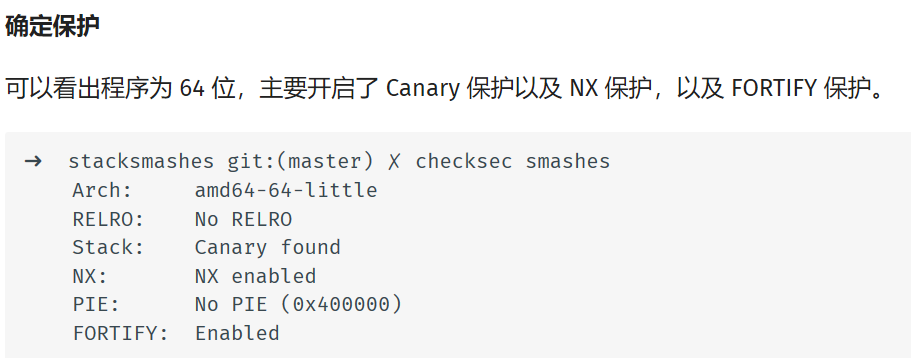 确定保护
可以看出程序为 64 位，主要开启了 Canary 保护以及 NX 保护，以及 FORTIFY 保护。
➜  stacksmashes git:(master) ✗ checksec smashes
    Arch:     amd64-64-little
    RELRO:    No RELRO
    Stack:    Canary found
    NX:       NX enabled
    PIE:      No PIE (0x400000)
    FORTIFY:  Enabled